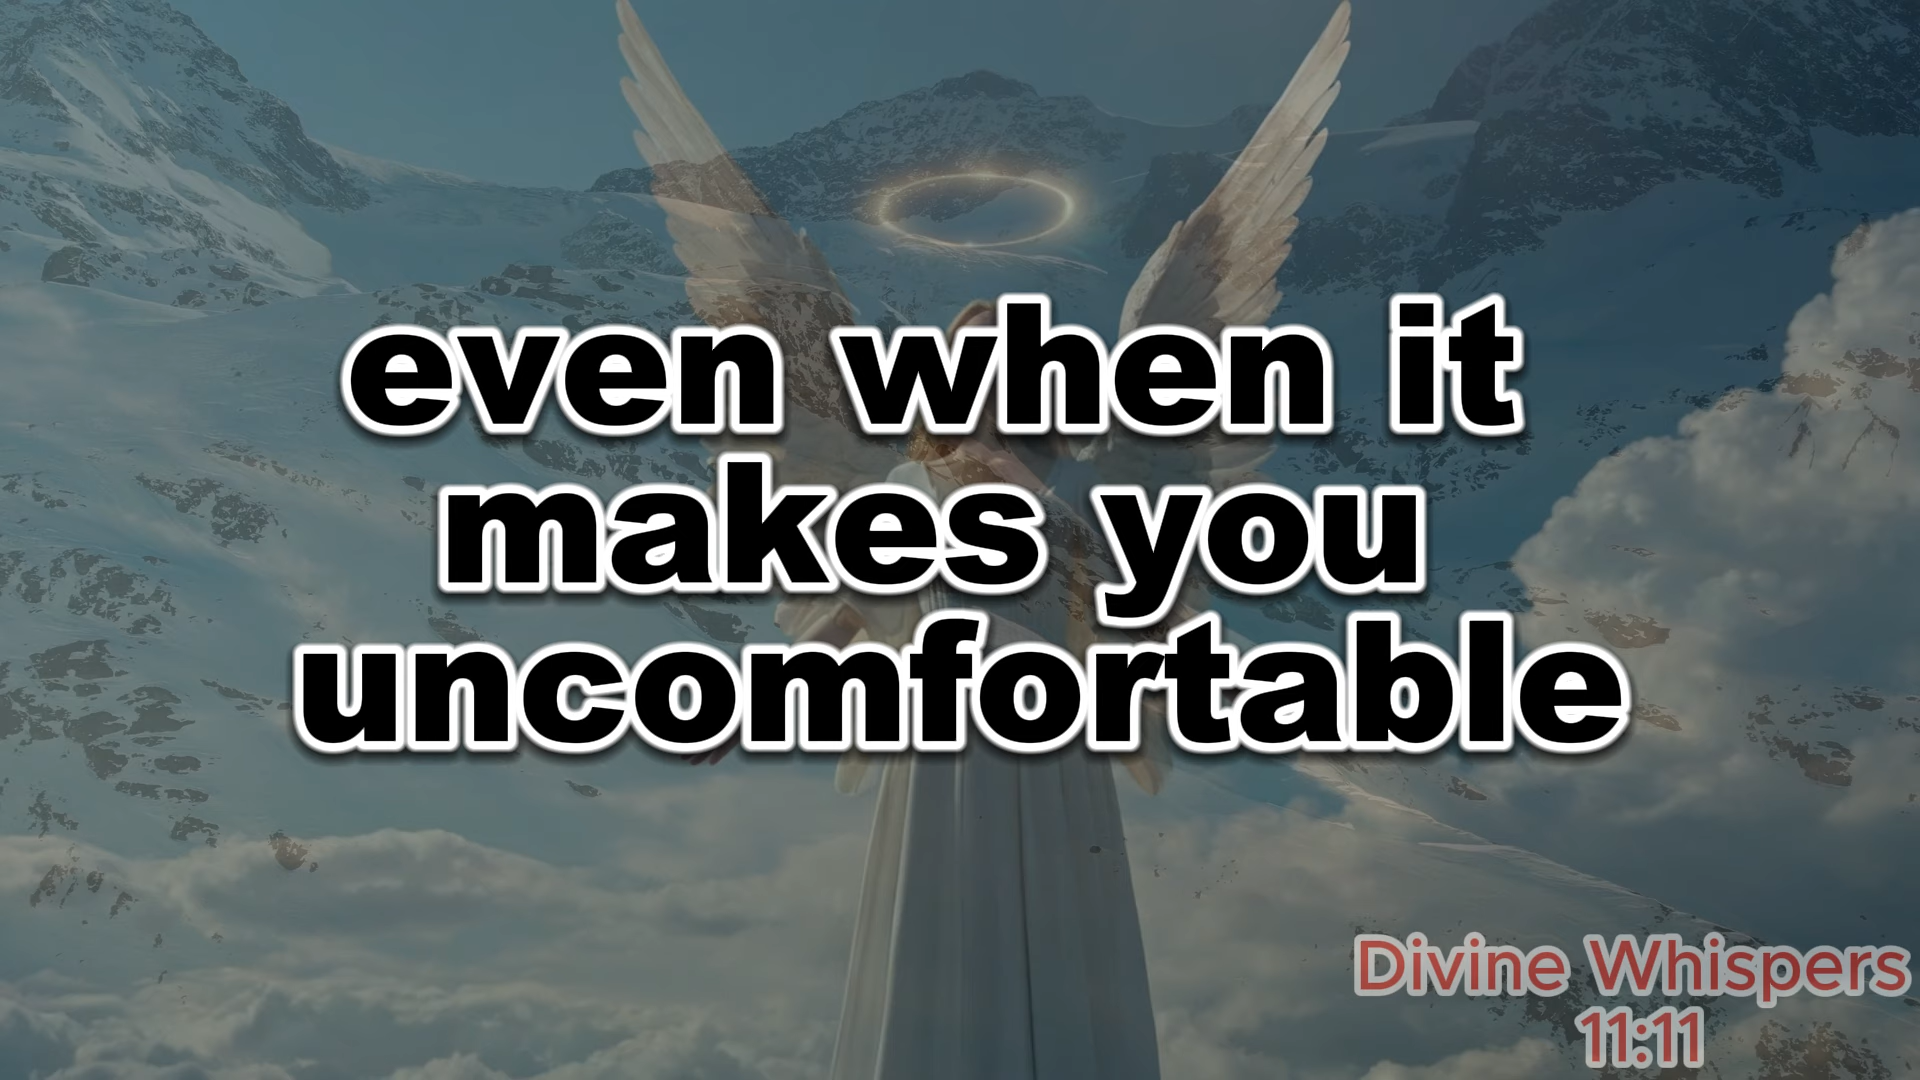 even when it
makes you
uncomfortable
Divine Whispers
11:11